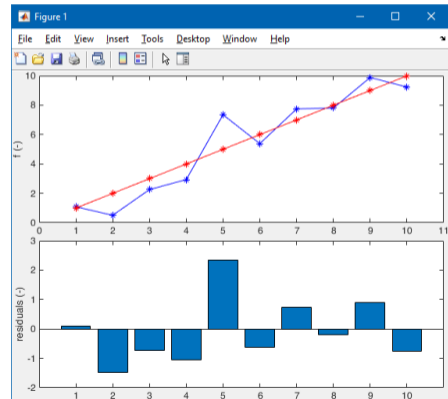 Figure 1
File Edit View Insert Tools Desktop Window Help
10
8
6
4
2
0
f (-)
0 1 2 3 4 5 6 7 8 9 10 11
3
2
1
0
-1
-2
residuals (-)
1 2 3 4 5 6 7 8 9 10